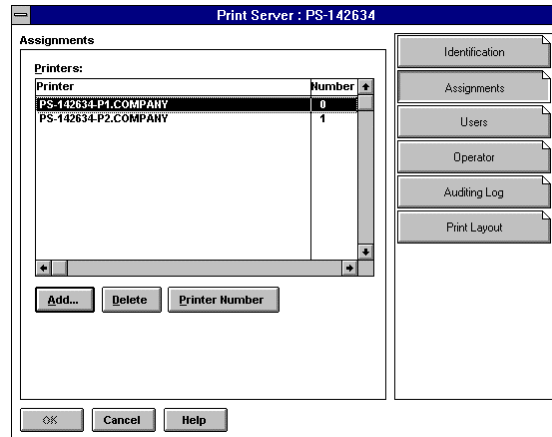 Print Server : PS-142634
Assignments
Printers:
Printer Number
PS-142634-P1.COMPANY 0
PS-142634-P2.COMPANY 1
Add... Delete Printer Number
OK Cancel Help
Identification
Assignments
Users
Operator
Auditing Log
Print Layout